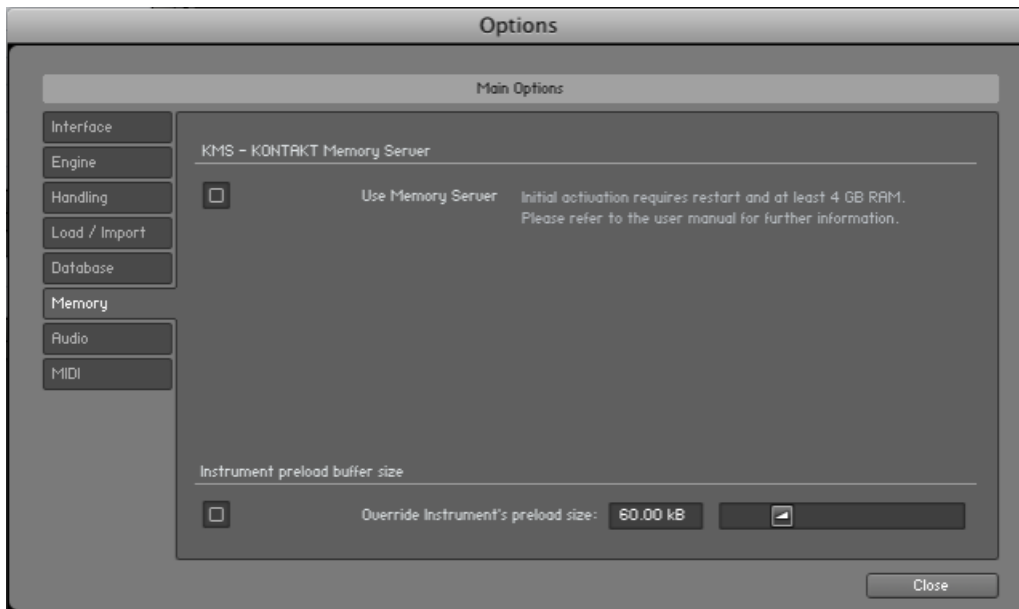 Options
Main Options
Interface
Engine
Handling
Load / Import
Database
Memory
Audio
MIDI
KMS - KONTAKT Memory Server
Use Memory Server
Initial activation requires restart and at least 4 GB RAM.
Please refer to the user manual for further information.
Instrument preload buffer size
Override Instrument's preload size:
60.00 kB
Close